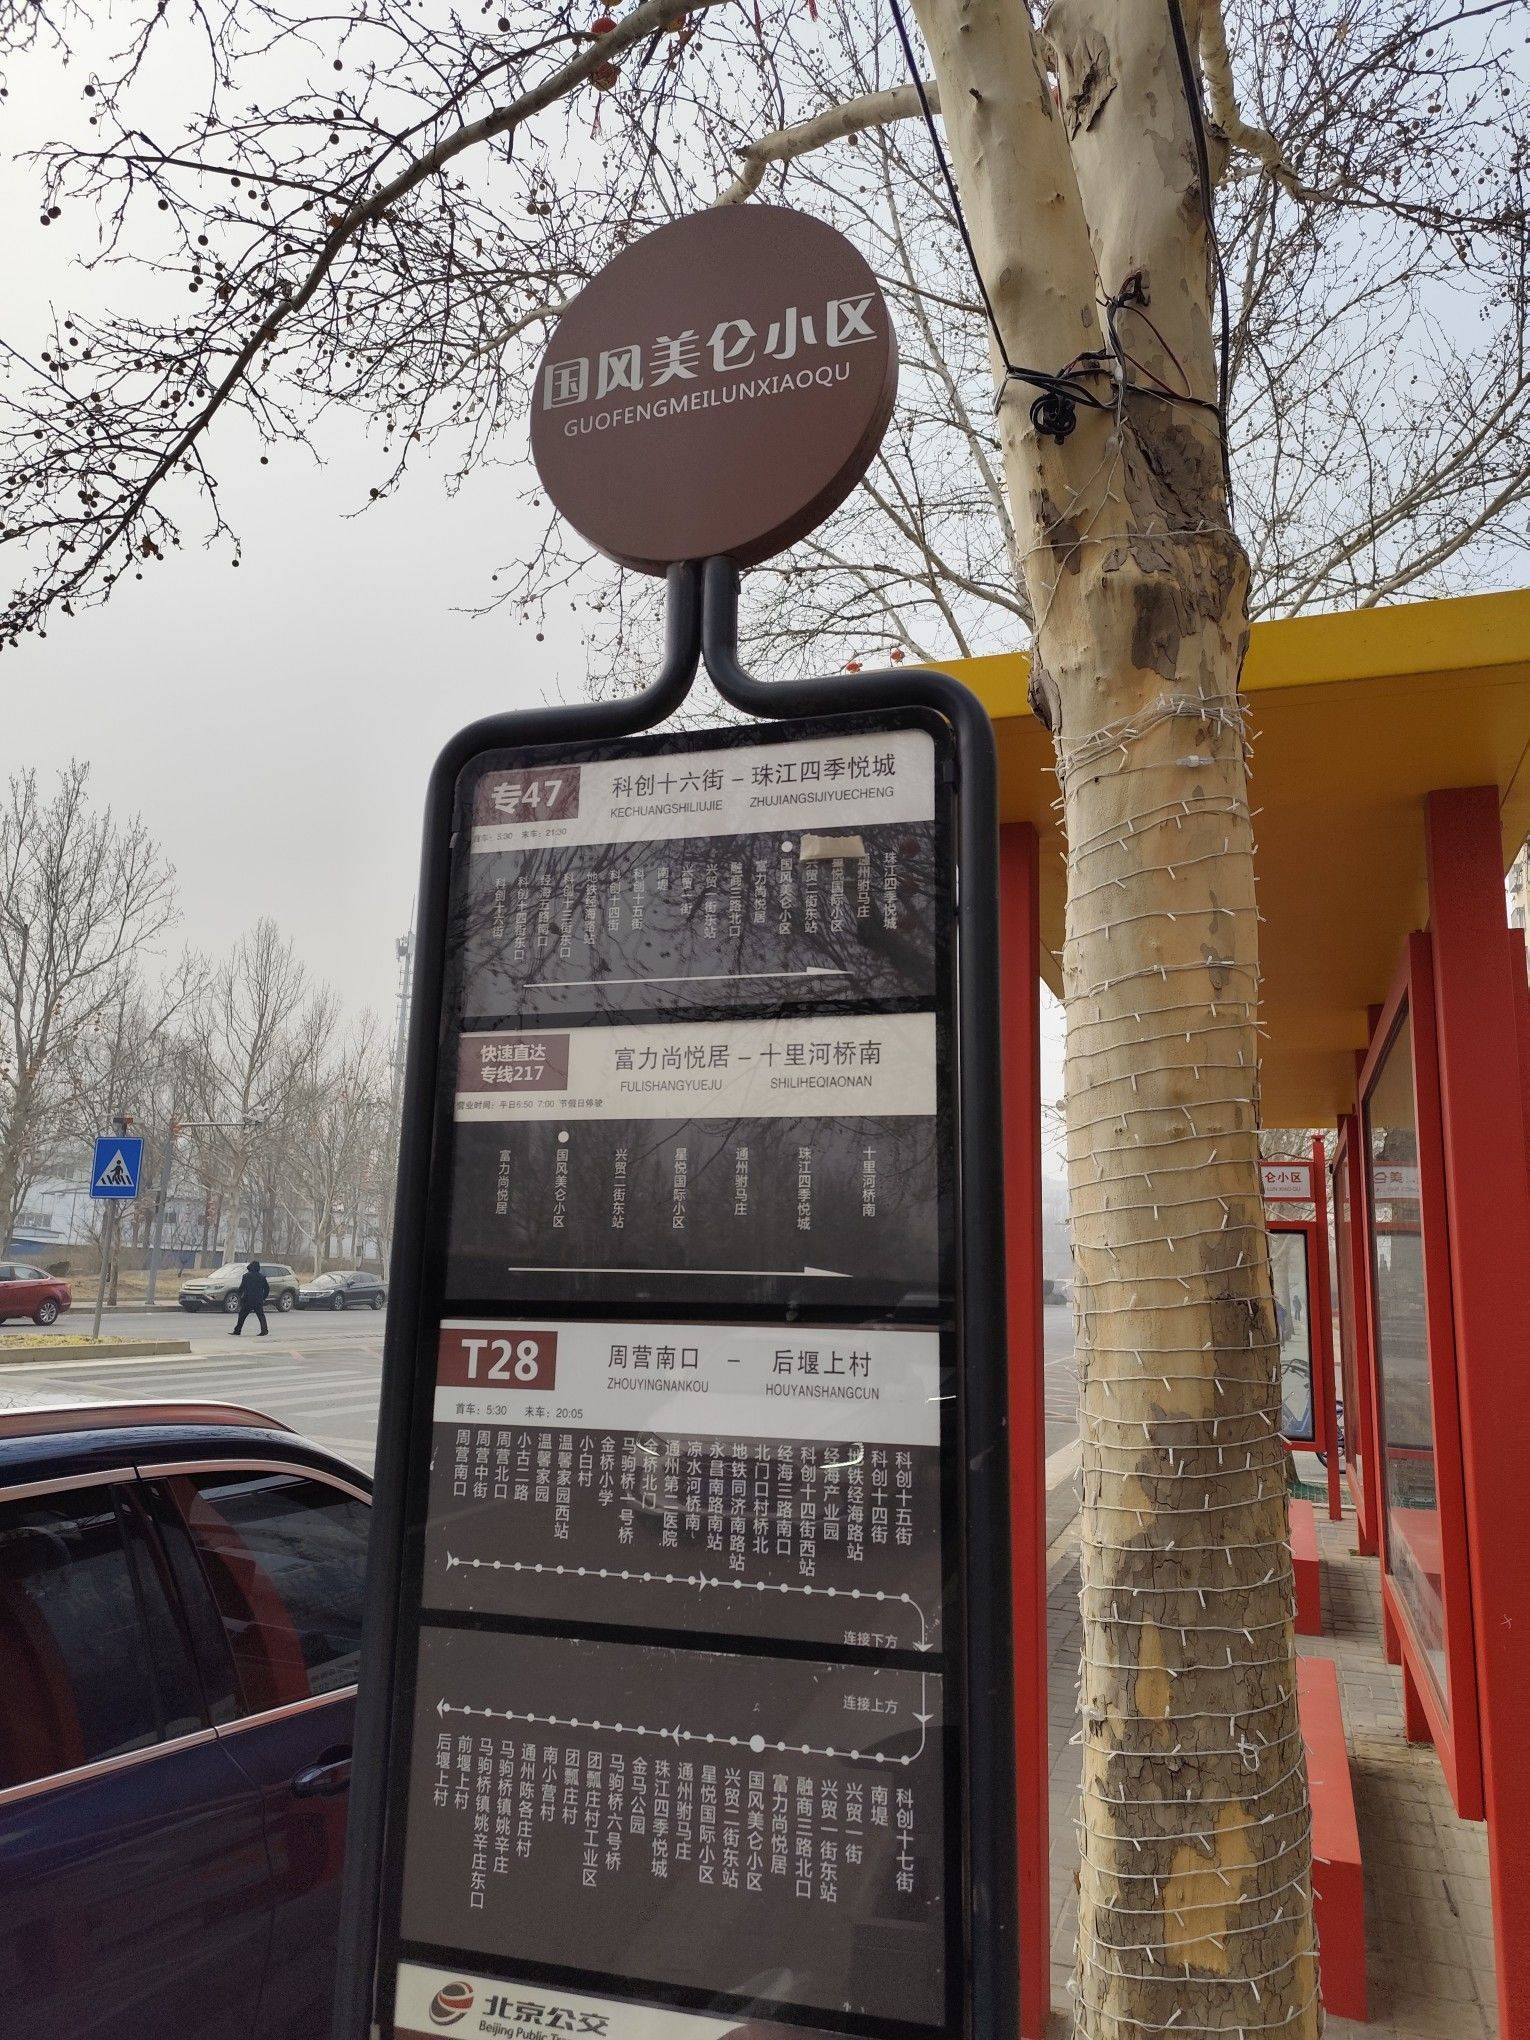 国风美仑小区
GUOFENGMEILUNXIAOQU
专47
科创十六街 – 珠江四季悦城
KECHUANGSHILIUJIE ZHUJIANGSIJIYUECHENG
首车：5:30 末车：21:30
科创十六街
科创十四街东口
经海五路南口
科创十三街东口
地铁经海路站
科创十四街
科创十五街
南堤
兴贸一街
兴贸一街东站
融商三路北口
富力尚悦居
国风美仑小区
兴贸二街东站
星悦国际小区
通州驸马庄
珠江四季悦城
快速直达
专线217
富力尚悦居 – 十里河桥南
FULISHANGYUEJU SHILIHEQIAONAN
营业时间：平日6:50 7:00 节假日停驶
富力尚悦居
国风美仑小区
兴贸二街东站
星悦国际小区
通州驸马庄
珠江四季悦城
十里河桥南
T28
周营南口 – 后堰上村
ZHOUYINGNANKOU HOUYANSHANGCUN
首车：5:30 末车：20:05
周营南口
周营中街
周营北口
小古二路
温馨家园
温馨家园西站
小白村
金桥小学
马驹桥一号桥
金桥北门
通州第二医院
凉水河桥南
永昌南路南站
地铁同济南路站
北门口村桥北
经海三路南口
科创十四街西站
经海产业园
地铁经海路站
科创十四街
科创十五街
连接下方
连接上方
后堰上村
前堰上村
马驹桥镇姚辛庄东口
马驹桥镇姚辛庄
通州陈各庄村
南小营村
团瓢庄村
团瓢庄村工业区
马驹桥六号桥
金马公园
珠江四季悦城
通州驸马庄
星悦国际小区
兴贸二街东站
国风美仑小区
富力尚悦居
融商三路北口
兴贸一街东站
兴贸一街
南堤
科创十七街
北京公交
Beijing Public
仑小区